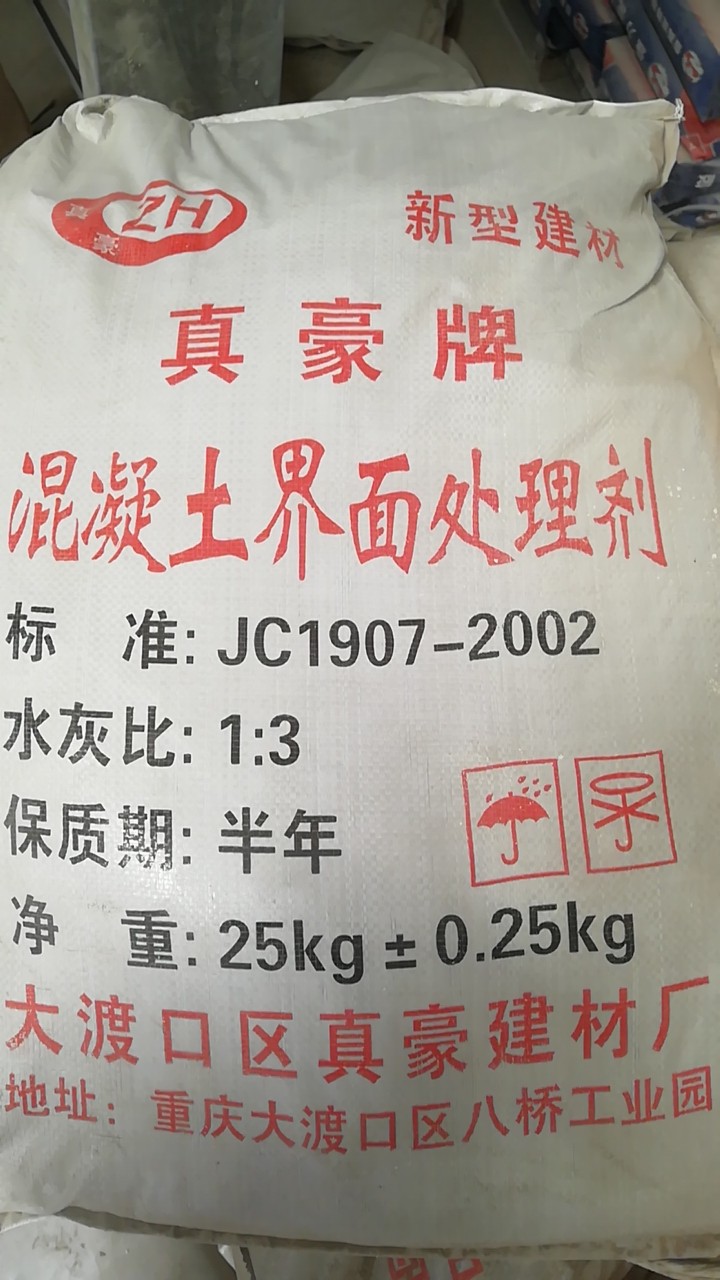 ZH
真豪
新型建材
真豪牌
混凝土界面处理剂
标 准: JC1907-2002
水灰比: 1:3
保质期: 半年
净 重: 25kg±0.25kg
大渡口区真豪建材厂
地址: 重庆大渡口区八桥工业园